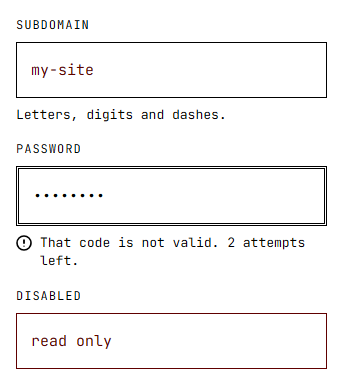 SUBDOMAIN
my-site
Letters, digits and dashes.
PASSWORD
••••••••
That code is not valid. 2 attempts
left.
DISABLED
read only